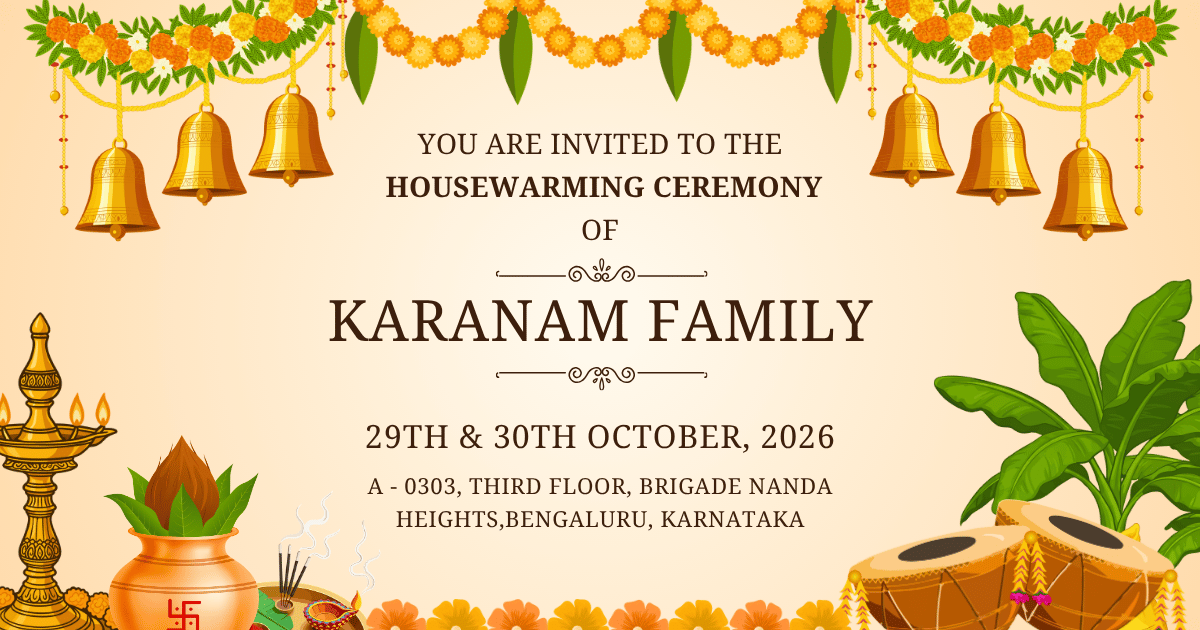 YOU ARE INVITED TO THE
HOUSEWARMING CEREMONY
OF
KARANAM FAMILY
29TH & 30TH OCTOBER, 2026
A - 0303, THIRD FLOOR, BRIGADE NANDA
HEIGHTS,BENGALURU, KARNATAKA